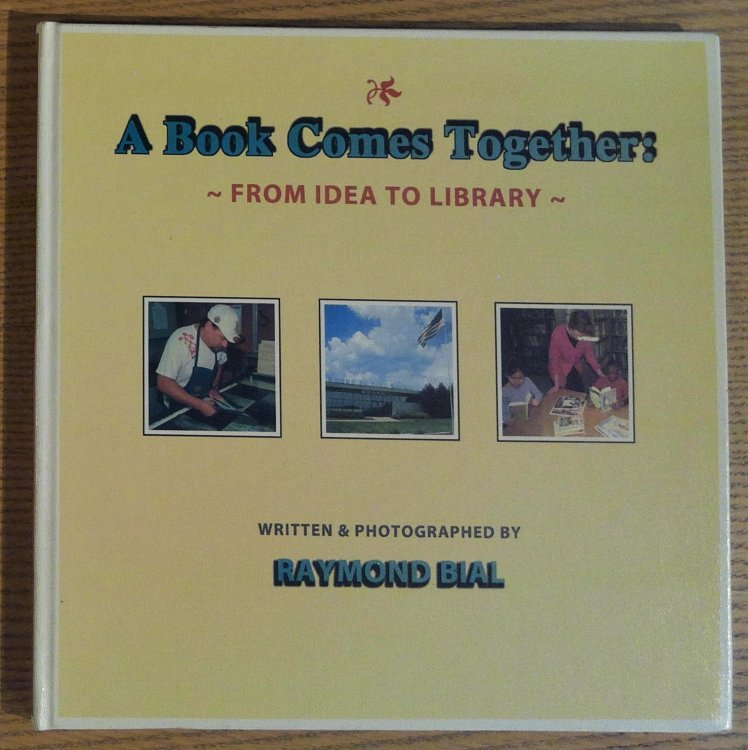 A Book Comes Together:
~ FROM IDEA TO LIBRARY ~
WRITTEN & PHOTOGRAPHED BY
RAYMOND BIAL